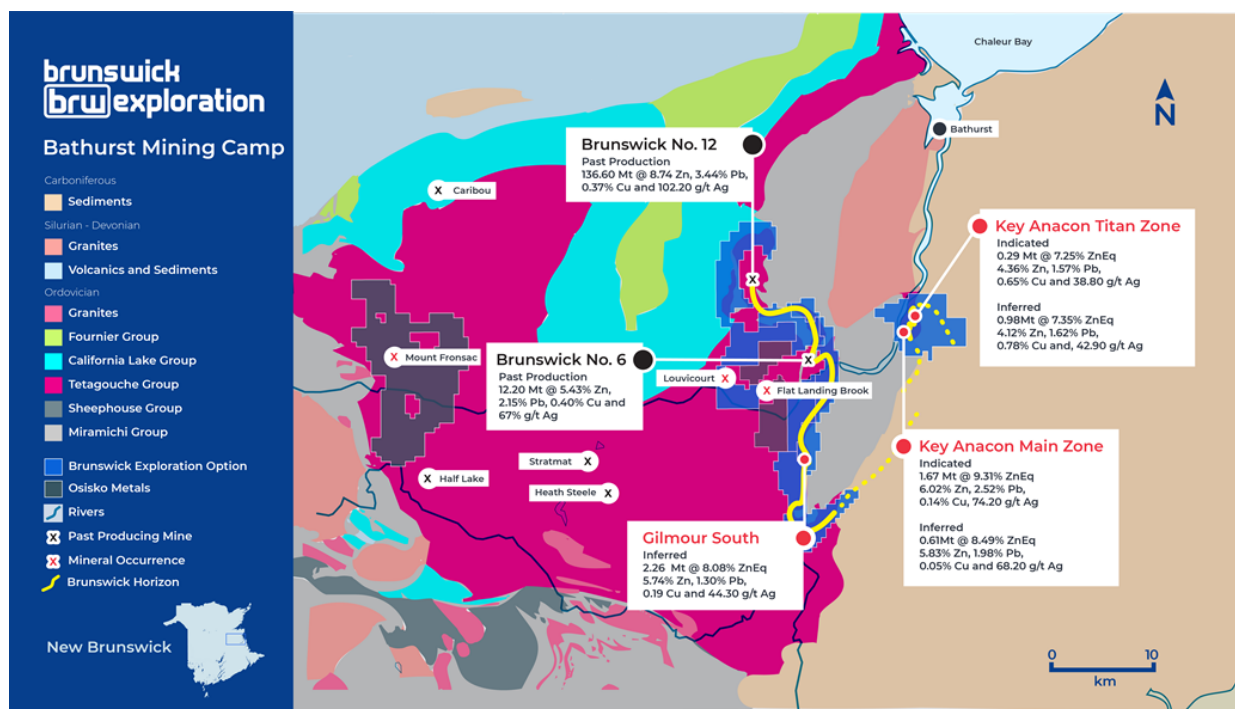 brunswick
brw exploration
Bathurst Mining Camp
Carboniferous
Sediments
Silurian - Devonian
Granites
Volcanics and Sediments
Ordovician
Granites
Fournier Group
California Lake Group
Tetagouche Group
Sheephouse Group
Miramichi Group
Brunswick Exploration Option
Osisko Metals
Rivers
X Past Producing Mine
X Mineral Occurrence
Brunswick Horizon
New Brunswick
Chaleur Bay
N
Bathurst
Brunswick No. 12
Past Production
136.60 Mt @ 8.74 Zn, 3.44% Pb,
0.37% Cu and 102.20 g/t Ag
X Caribou
Key Anacon Titan Zone
Indicated
0.29 Mt @ 7.25% ZnEq
4.36% Zn, 1.57% Pb,
0.65% Cu and 38.80 g/t Ag
Inferred
0.98Mt @ 7.35% ZnEq
4.12% Zn, 1.62% Pb,
0.78% Cu and, 42.90 g/t Ag
X
X Mount Fronsac
Brunswick No. 6
Past Production
12.20 Mt @ 5.43% Zn,
2.15% Pb, 0.40% Cu and
67% g/t Ag
X
Louvicourt X
X Flat Landing Brook
Key Anacon Main Zone
Indicated
1.67 Mt @ 9.31% ZnEq
6.02% Zn, 2.52% Pb,
0.14% Cu, 74.20 g/t Ag
Inferred
0.61Mt @ 8.49% ZnEq
5.83% Zn, 1.98% Pb,
0.05% Cu and 68.20 g/t Ag
Stratmat X
X Half Lake
Heath Steele X
Gilmour South
Inferred
2.26 Mt @ 8.08% ZnEq
5.74% Zn, 1.30% Pb,
0.19 Cu and 44.30 g/t Ag
0 10
km